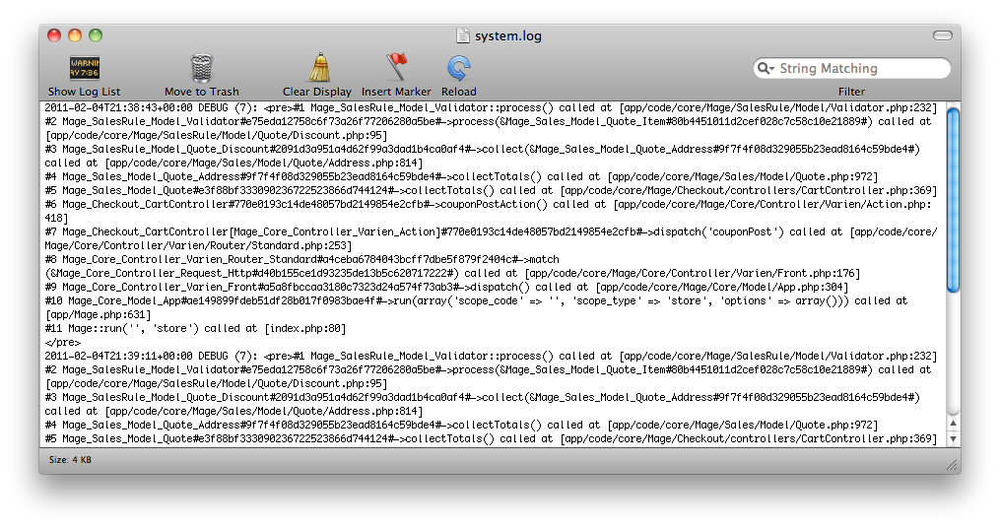 system.log
WARNIN
AY 7:36
Show Log List
Move to Trash
Clear Display
Insert Marker
Reload
String Matching
Filter
2011-02-04T21:38:43+00:00 DEBUG (7): <pre>#1 Mage_SalesRule_Model_Validator::process() called at [app/code/core/Mage/SalesRule/Model/Validator.php:232]
#2 Mage_SalesRule_Model_Validator#e75eda12758c6f73a26f77206280a5be#->process(&Mage_Sales_Model_Quote_Item#80b4451011d2cef028c7c58c10e21889#) called at
[app/code/core/Mage/SalesRule/Model/Quote/Discount.php:95]
#3 Mage_SalesRule_Model_Quote_Discount#2091d3a951a4d62f99a3dad1b4ca0af4#->collect(&Mage_Sales_Model_Quote_Address#9f7f4f08d329055b23ead8164c59bde4#)
called at [app/code/core/Mage/Sales/Model/Quote/Address.php:814]
#4 Mage_Sales_Model_Quote_Address#9f7f4f08d329055b23ead8164c59bde4#->collectTotals() called at [app/code/core/Mage/Sales/Model/Quote.php:972]
#5 Mage_Sales_Model_Quote#e3f88bf333090236722523866d744124#->collectTotals() called at [app/code/core/Mage/Checkout/controllers/CartController.php:369]
#6 Mage_Checkout_CartController#770e0193c14de48057bd2149854e2cfb#->couponPostAction() called at [app/code/core/Mage/Core/Controller/Varien/Action.php:
418]
#7 Mage_Checkout_CartController[Mage_Core_Controller_Varien_Action]#770e0193c14de48057bd2149854e2cfb#->dispatch('couponPost') called at [app/code/core/
Mage/Core/Controller/Varien/Router/Standard.php:253]
#8 Mage_Core_Controller_Varien_Router_Standard#a4ceba6784043bcff7dbe5f879f2404c#->match
(&Mage_Core_Controller_Request_Http#d40b155ce1d93235de13b5c620717222#) called at [app/code/core/Mage/Core/Controller/Varien/Front.php:176]
#9 Mage_Core_Controller_Varien_Front#a5a8fbccaa3180c7323d24a574f73ab3#->dispatch() called at [app/code/core/Mage/Core/Model/App.php:304]
#10 Mage_Core_Model_App#ae149899fdeb51df28b017f0983bae4f#->run(array('scope_code' => '', 'scope_type' => 'store', 'options' => array())) called at
[app/Mage.php:631]
#11 Mage::run('', 'store') called at [index.php:80]
</pre>
2011-02-04T21:39:11+00:00 DEBUG (7): <pre>#1 Mage_SalesRule_Model_Validator::process() called at [app/code/core/Mage/SalesRule/Model/Validator.php:232]
#2 Mage_SalesRule_Model_Validator#e75eda12758c6f73a26f77206280a5be#->process(&Mage_Sales_Model_Quote_Item#80b4451011d2cef028c7c58c10e21889#) called at
[app/code/core/Mage/SalesRule/Model/Quote/Discount.php:95]
#3 Mage_SalesRule_Model_Quote_Discount#2091d3a951a4d62f99a3dad1b4ca0af4#->collect(&Mage_Sales_Model_Quote_Address#9f7f4f08d329055b23ead8164c59bde4#)
called at [app/code/core/Mage/Sales/Model/Quote/Address.php:814]
#4 Mage_Sales_Model_Quote_Address#9f7f4f08d329055b23ead8164c59bde4#->collectTotals() called at [app/code/core/Mage/Sales/Model/Quote.php:972]
#5 Mage_Sales_Model_Quote#e3f88bf333090236722523866d744124#->collectTotals() called at [app/code/core/Mage/Checkout/controllers/CartController.php:369]
Size: 4 KB